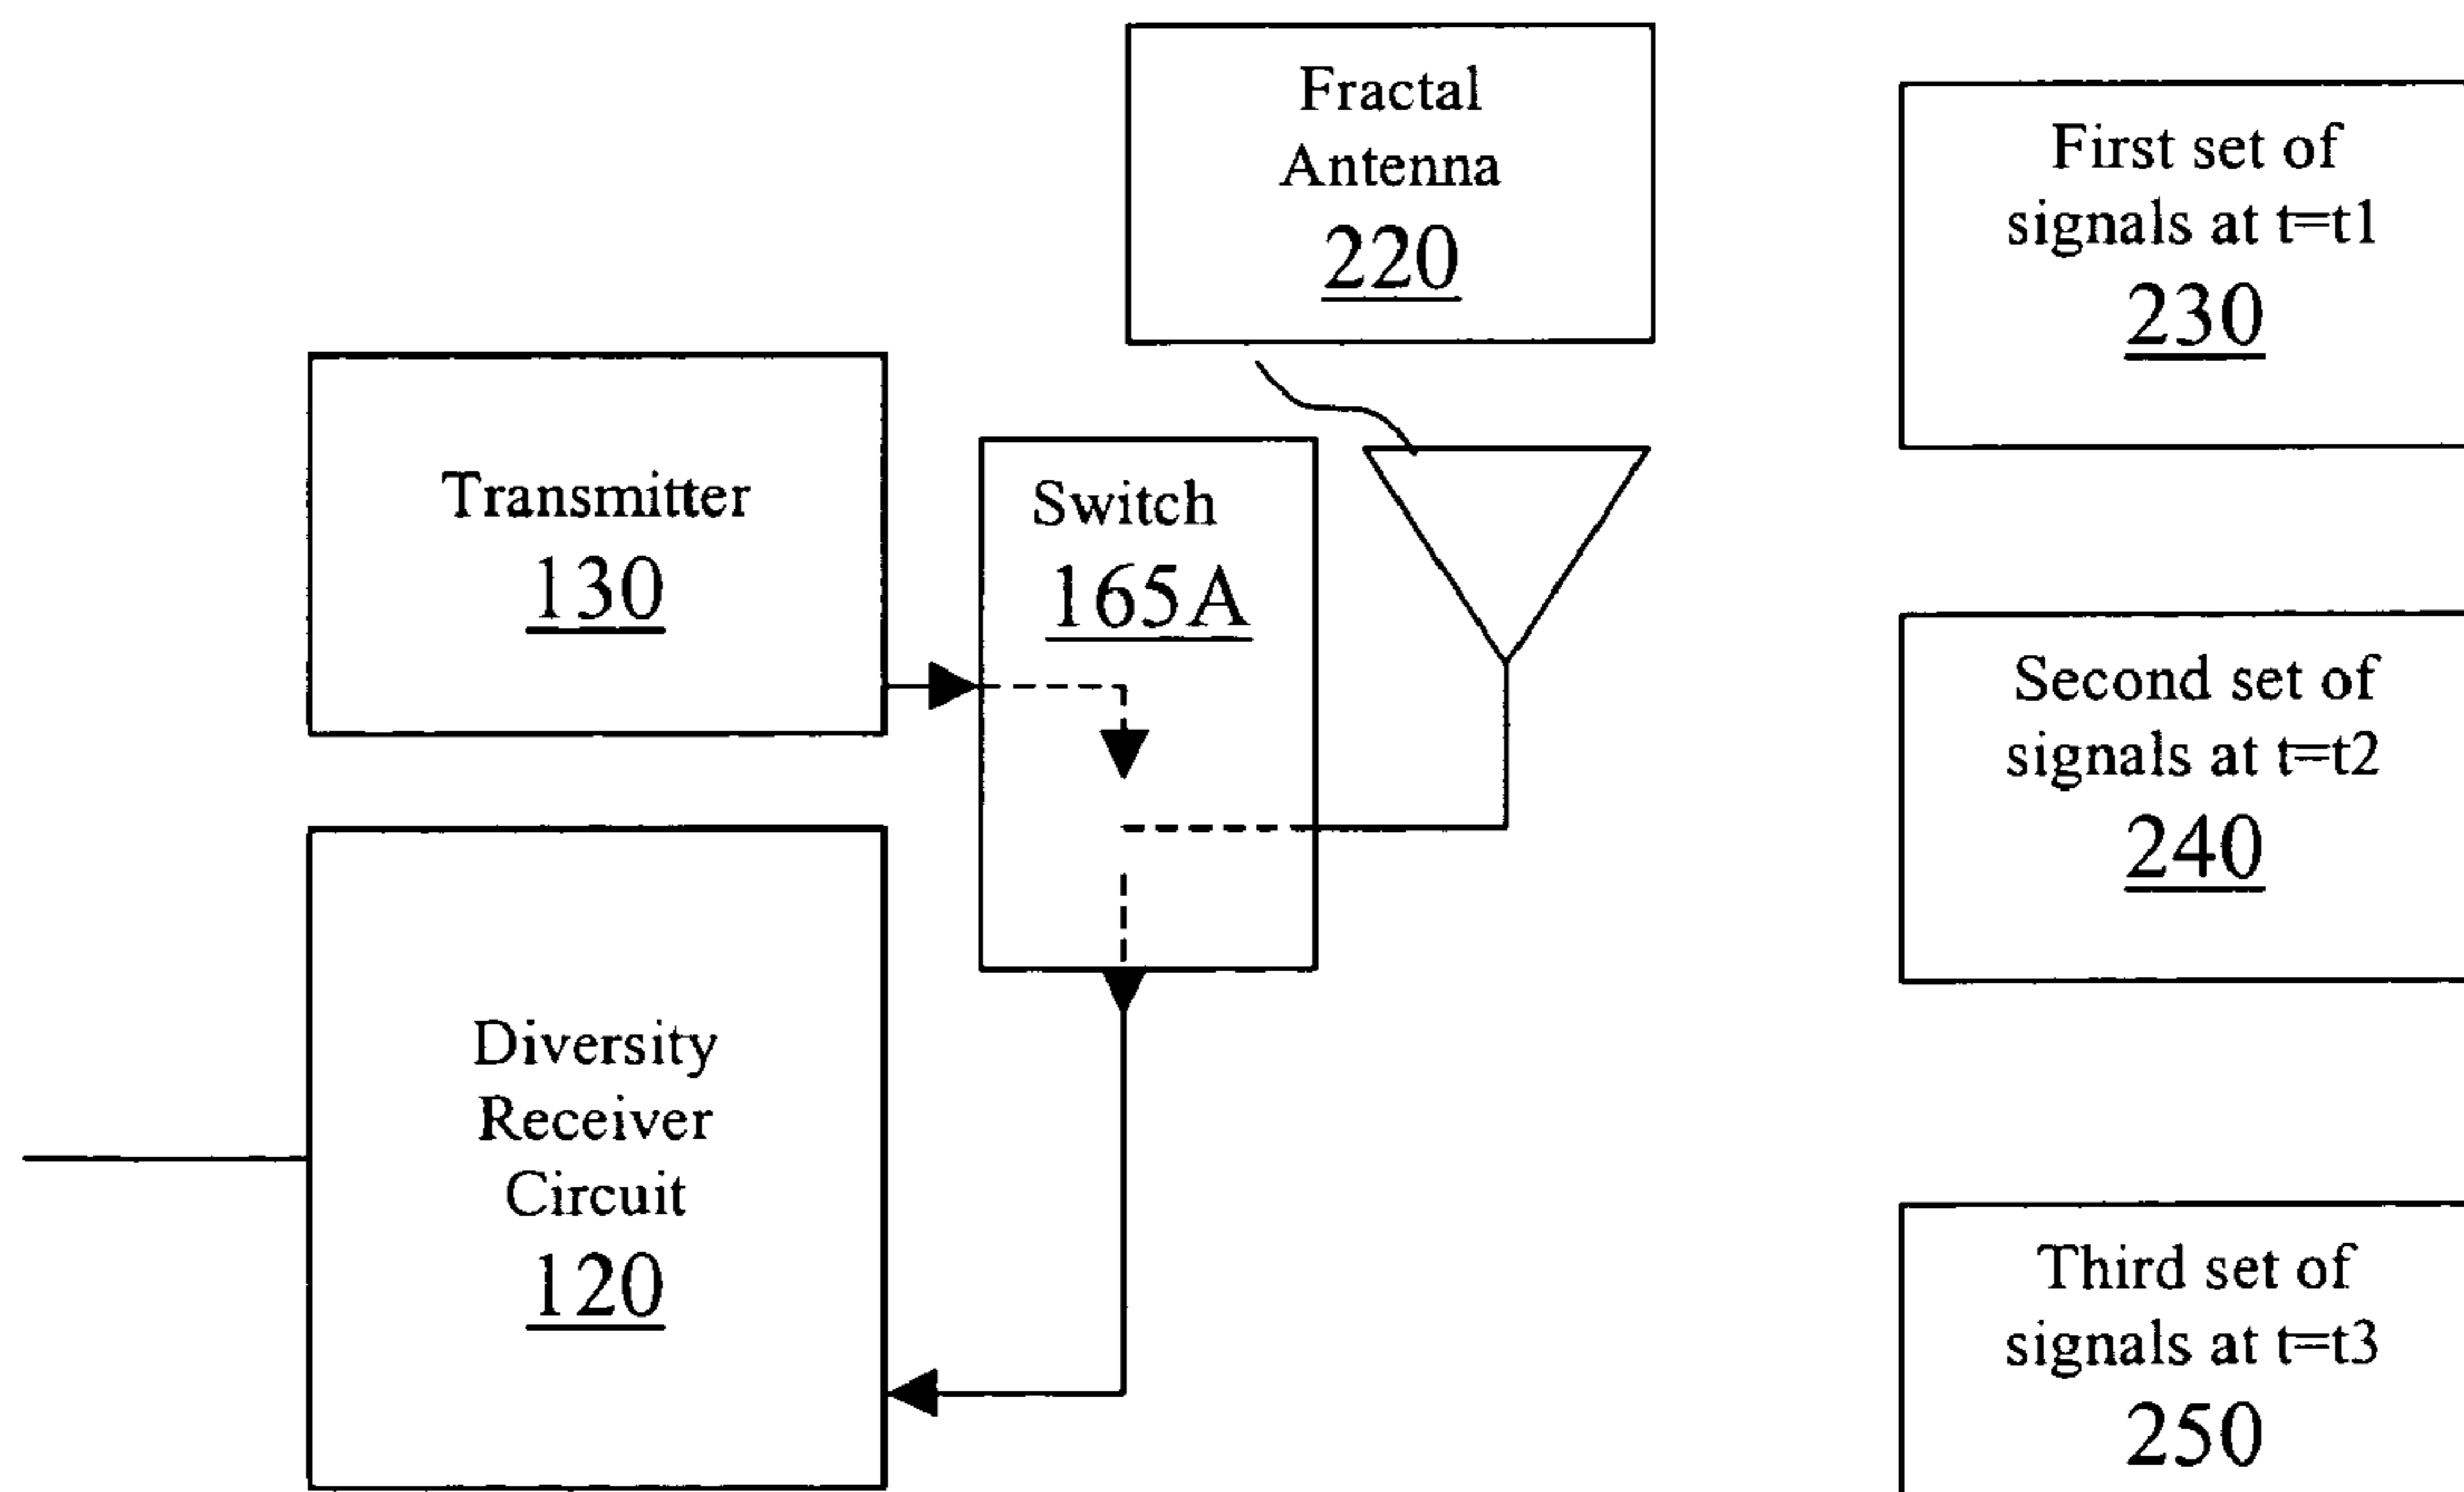 Fractal
Antenna
220
First set of
signals at t=t1
230
Transmitter
130
Switch
165A
Second set of
signals at t=t2
240
Diversity
Receiver
Circuit
120
Third set of
signals at t=t3
250